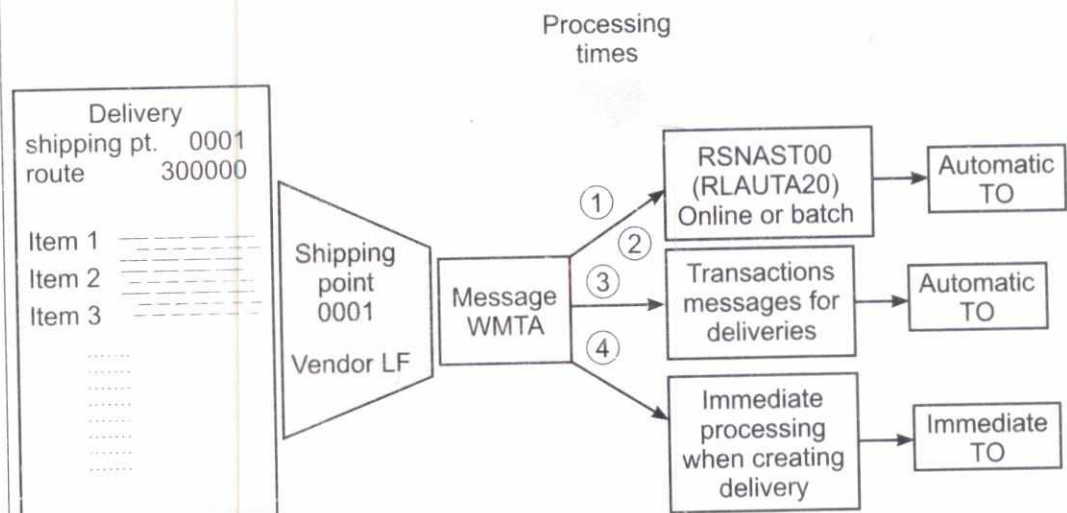 Processing
times
Delivery
shipping pt. 0001
route 300000
Item 1
Item 2
Item 3
Shipping
point
0001
Vendor LF
Message
WMTA
1
2
3
4
RSNAST00
(RLAUTA20)
Online or batch
Automatic
TO
Transactions
messages for
deliveries
Automatic
TO
Immediate
processing
when creating
delivery
Immediate
TO